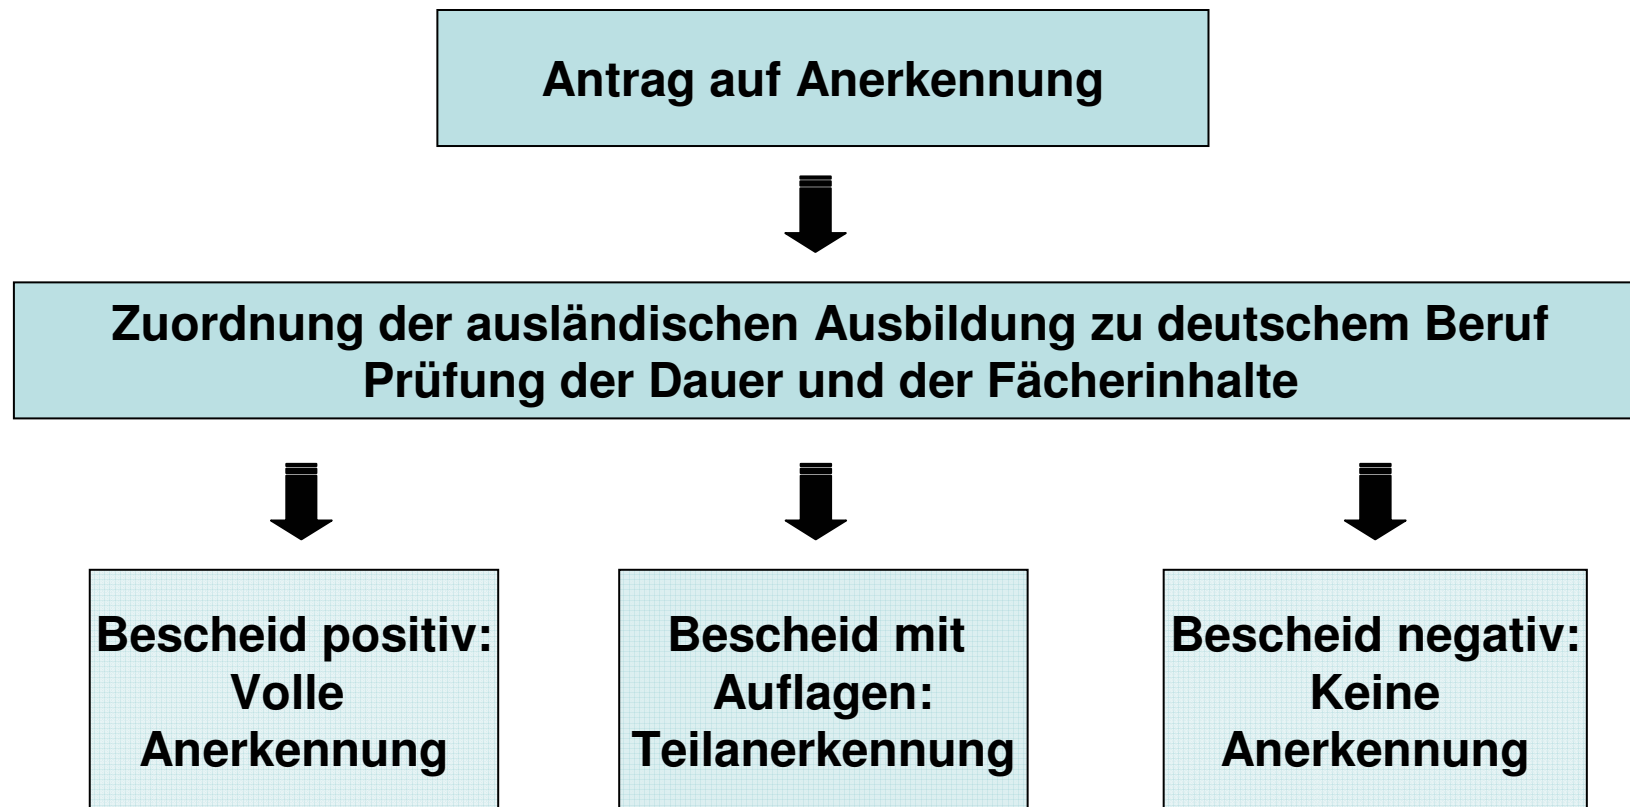 Antrag auf Anerkennung
Zuordnung der ausländischen Ausbildung zu deutschem Beruf
Prüfung der Dauer und der Fächerinhalte
Bescheid positiv:
Volle
Anerkennung
Bescheid mit
Auflagen:
Teilanerkennung
Bescheid negativ:
Keine
Anerkennung